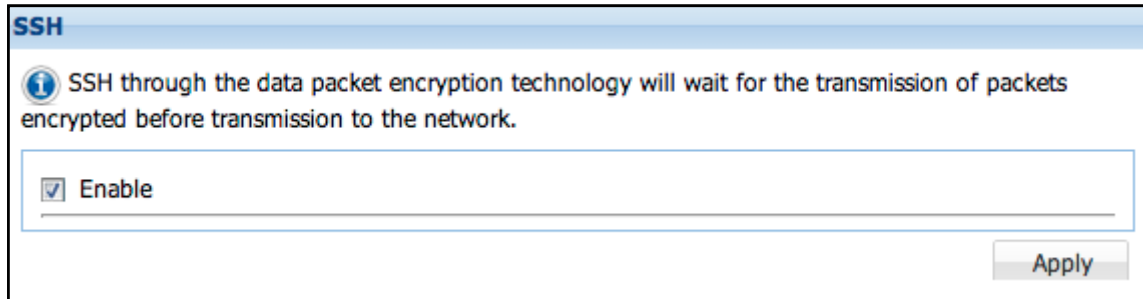 SSH
SSH through the data packet encryption technology will wait for the transmission of packets
encrypted before transmission to the network.
Enable
Apply